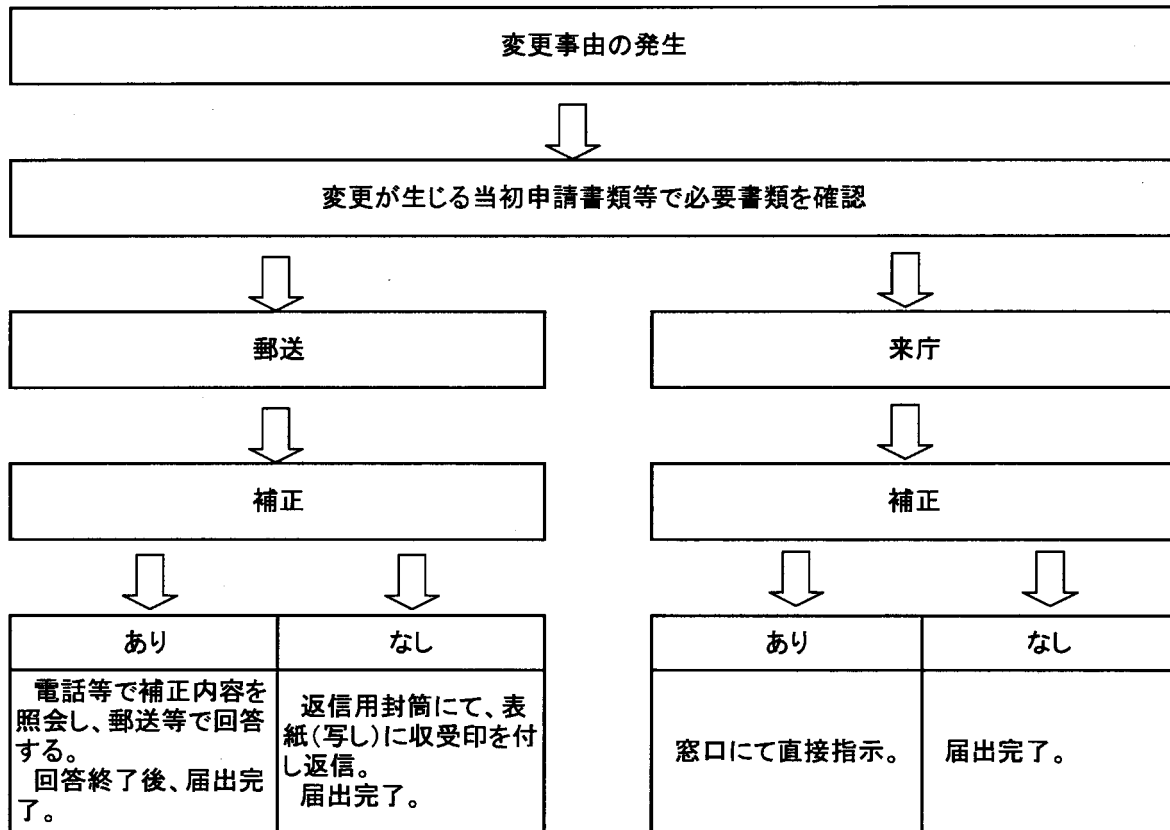 変更事由の発生
変更が生じる当初申請書類等で必要書類を確認
郵送
来庁
補正
補正
あり
なし
あり
なし
電話等で補正内容を
照会し、郵送等で回答
する。
回答終了後、届出完
了。
返信用封筒にて、表
紙(写し)に収受印を付
し返信。
届出完了。
窓口にて直接指示。
届出完了。